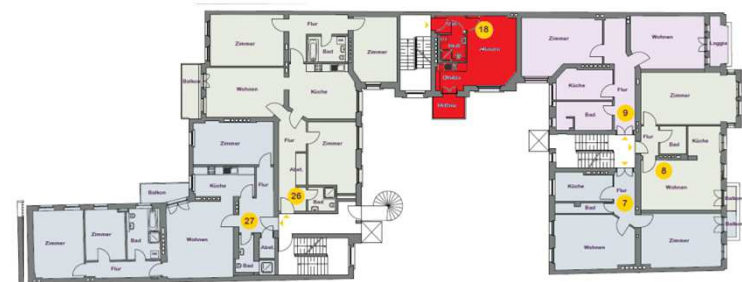 Flur
Zimmer
Bad
Zimmer
18
Zimmer
Wohnen
Loggia
Balkon
Wohnen
Küche
Küche
Flur
Zimmer
Bad
9
Zimmer
Flur
Zimmer
Flur
Bad
Küche
Abst.
8
Balkon
Küche
Flur
26
Bad
Küche
Flur
Wohnen
7
Bad
Balkon
27
Zimmer
Zimmer
Bad
Wohnen
Abst.
Wohnen
Zimmer
Flur
Bad